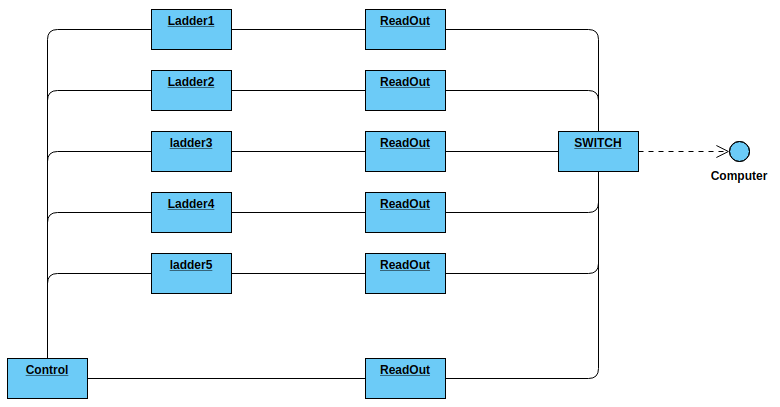 Ladder1 ReadOut
Ladder2 ReadOut
ladder3 ReadOut SWITCH
Computer
Ladder4 ReadOut
ladder5 ReadOut
Control ReadOut